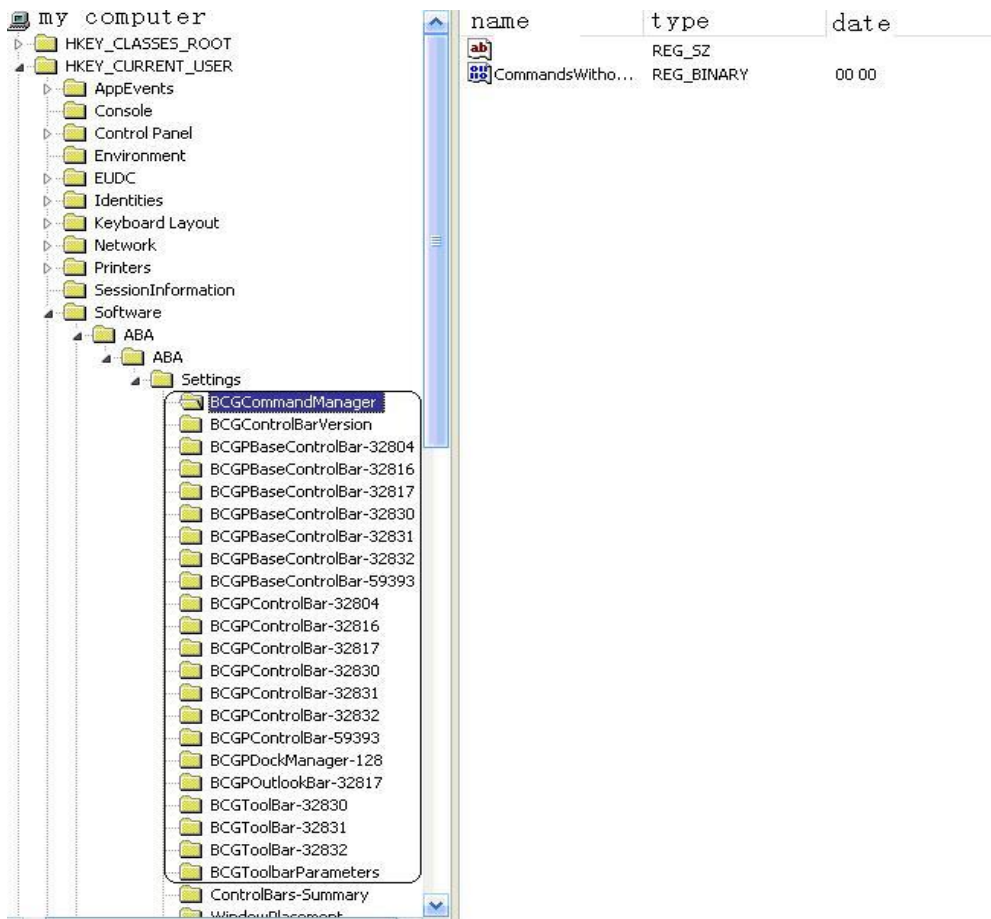 my computer
HKEY_CLASSES_ROOT
HKEY_CURRENT_USER
AppEvents
Console
Control Panel
Environment
EUDC
Identities
Keyboard Layout
Network
Printers
SessionInformation
Software
ABA
ABA
Settings
BCGCommandManager
BCGControlBarVersion
BCGPBaseControlBar-32804
BCGPBaseControlBar-32816
BCGPBaseControlBar-32817
BCGPBaseControlBar-32830
BCGPBaseControlBar-32831
BCGPBaseControlBar-32832
BCGPBaseControlBar-59393
BCGPControlBar-32804
BCGPControlBar-32816
BCGPControlBar-32817
BCGPControlBar-32830
BCGPControlBar-32831
BCGPControlBar-32832
BCGPControlBar-59393
BCGPDockManager-128
BCGPOutlookBar-32817
BCGToolBar-32830
BCGToolBar-32831
BCGToolBar-32832
BCGToolbarParameters
ControlBars-Summary
WindowPlacement
name type date
ab REG_SZ
CommandsWitho... REG_BINARY 00 00